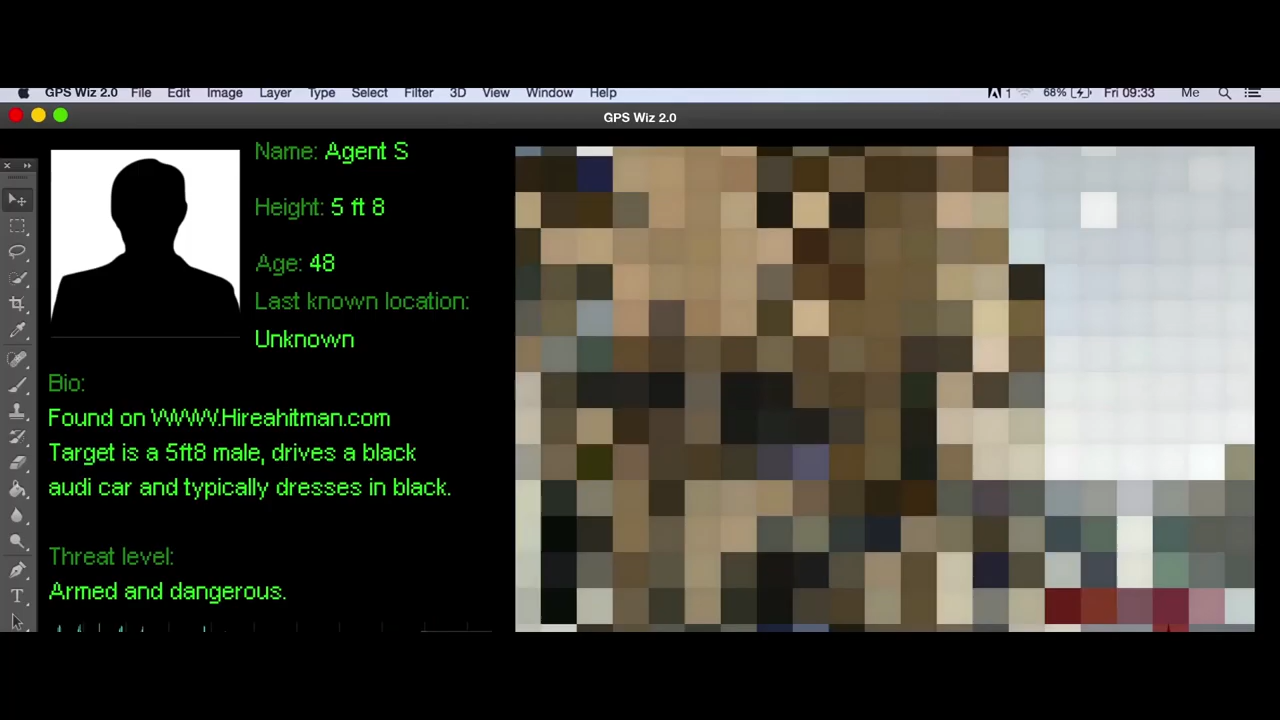 GPS Wiz 2.0 File Edit Image Layer Type Select Filter 3D View Window Help 1 68% Fri 09:33 Me
GPS Wiz 2.0
Name: Agent S
Height: 5 ft 8
Age: 48
Last known location:
Unknown
Bio:
Found on WWW.Hireahitman.com
Target is a 5ft8 male, drives a black
audi car and typically dresses in black.
Threat level:
Armed and dangerous.